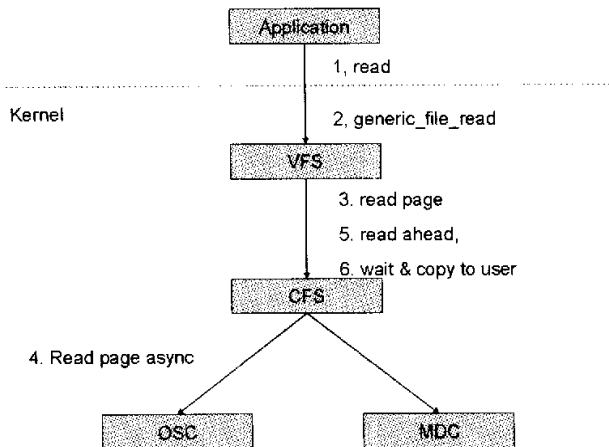 Application
1, read
Kernel
2, generic_file_read
VFS
3. read page
5. read ahead,
6. wait & copy to user
CFS
4. Read page async
OSC
MDC